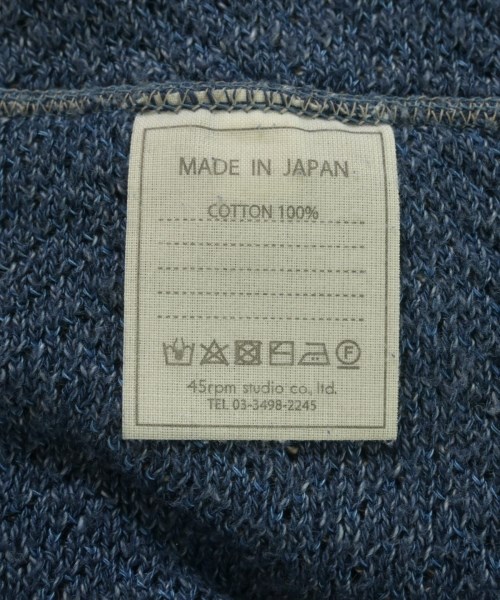 MADE IN JAPAN
COTTON 100%
45rpm studio co., ltd.
TEL 03-3498-2245